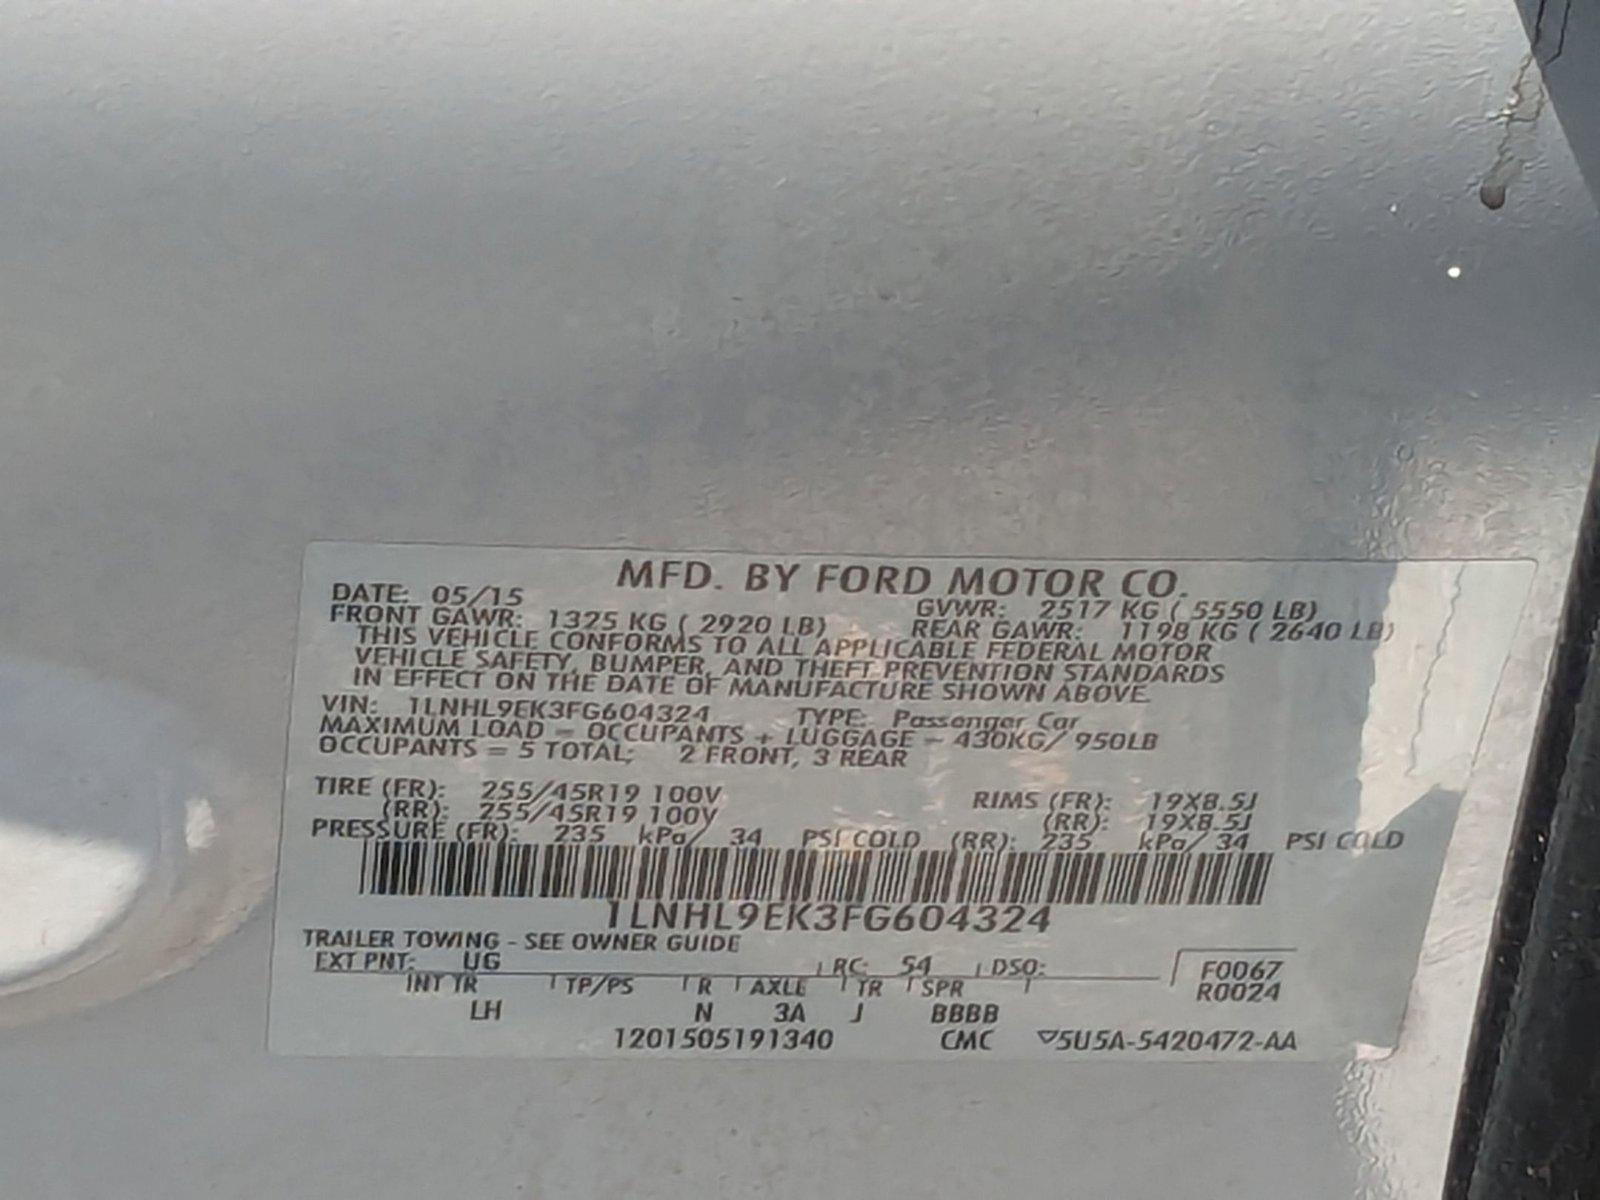 MFD. BY FORD MOTOR CO.
DATE: 05/15 GVWR: 2517 KG ( 5550 LB)
FRONT GAWR: 1325 KG ( 2920 LB) REAR GAWR: 1198 KG ( 2640 LB)
THIS VEHICLE CONFORMS TO ALL APPLICABLE FEDERAL MOTOR
VEHICLE SAFETY, BUMPER, AND THEFT PREVENTION STANDARDS
IN EFFECT ON THE DATE OF MANUFACTURE SHOWN ABOVE.
VIN: 1LNHL9EK3FG604324 TYPE: Passenger Car
MAXIMUM LOAD = OCCUPANTS + LUGGAGE = 430KG/ 950LB
OCCUPANTS = 5 TOTAL; 2 FRONT, 3 REAR
TIRE (FR): 255/45R19 100V RIMS (FR): 19X8.5J
(RR): 255/45R19 100V (RR): 19X8.5J
PRESSURE (FR): 235 kPa/ 34 PSI COLD (RR): 235 kPa/ 34 PSI COLD
1LNHL9EK3FG604324
TRAILER TOWING - SEE OWNER GUIDE
EXT PNT: UG RC: 54 DSO: F0067
INT TR TP/PS R AXLE TR SPR R0024
LH N 3A J BBBB
1201505191340 CMC ▽5U5A-5420472-AA